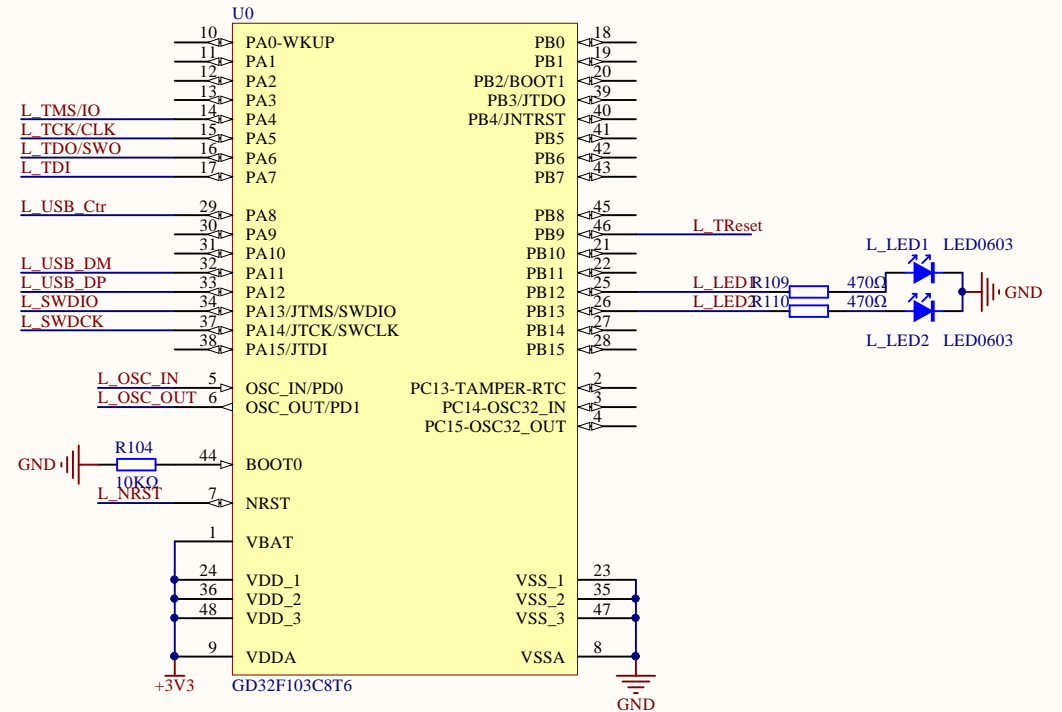 U0
10 PA0-WKUP PB0 18
11 PA1 PB1 19
12 PA2 PB2/BOOT1 20
13 PA3 PB3/JTDO 39
L_TMS/IO 14 PA4 PB4/JNTRST 40
L_TCK/CLK 15 PA5 PB5 41
L_TDO/SWO 16 PA6 PB6 42
L_TDI 17 PA7 PB7 43
L_USB_Ctr 29 PA8 PB8 45
30 PA9 PB9 46 L_TReset
31 PA10 PB10 21
L_LED1 LED0603
L_USB_DM 32 PA11 PB11 22
L_USB_DP 33 PA12 PB12 25 L_LED1 R109 470Ω
GND
L_SWDIO 34 PA13/JTMS/SWDIO PB13 26 L_LED2 R110 470Ω
L_SWDCK 37 PA14/JTCK/SWCLK PB14 27
L_LED2 LED0603
38 PA15/JTDI PB15 28
L_OSC_IN 5 OSC_IN/PD0 PC13-TAMPER-RTC 2
L_OSC_OUT 6 OSC_OUT/PD1 PC14-OSC32_IN 3
PC15-OSC32_OUT 4
R104
GND 44 BOOT0
10KΩ
L_NRST 7 NRST
1 VBAT
24 VDD_1 VSS_1 23
36 VDD_2 VSS_2 35
48 VDD_3 VSS_3 47
9 VDDA VSSA 8
+3V3 GD32F103C8T6
GND